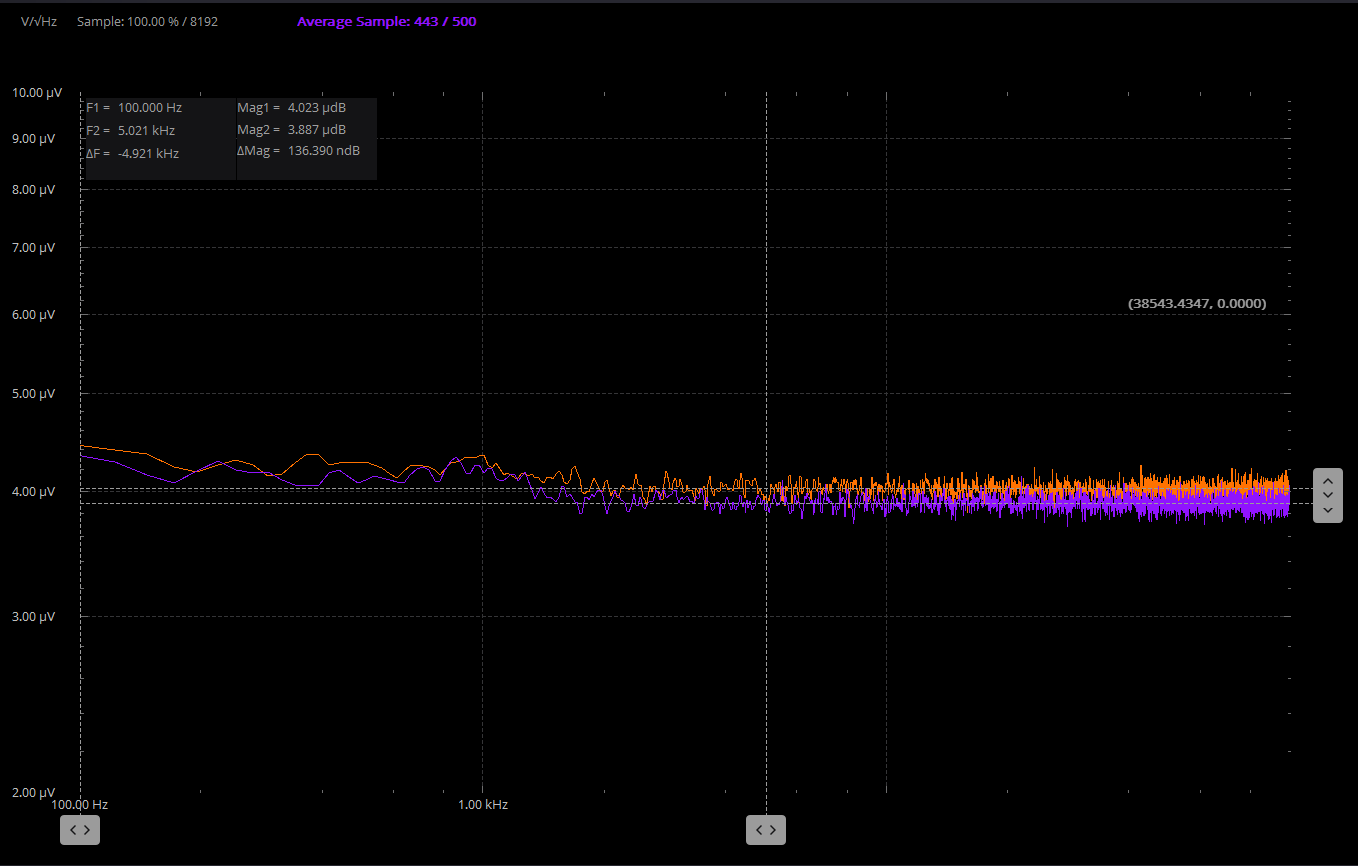 V/√Hz Sample: 100.00 % / 8192 Average Sample: 443 / 500
10.00 µV
F1 = 100.000 Hz Mag1 = 4.023 µdB
F2 = 5.021 kHz Mag2 = 3.887 µdB
ΔF = -4.921 kHz ΔMag = 136.390 ndB
9.00 µV
8.00 µV
7.00 µV
(38543.4347, 0.0000)
6.00 µV
5.00 µV
4.00 µV
3.00 µV
2.00 µV
100.00 Hz 1.00 kHz